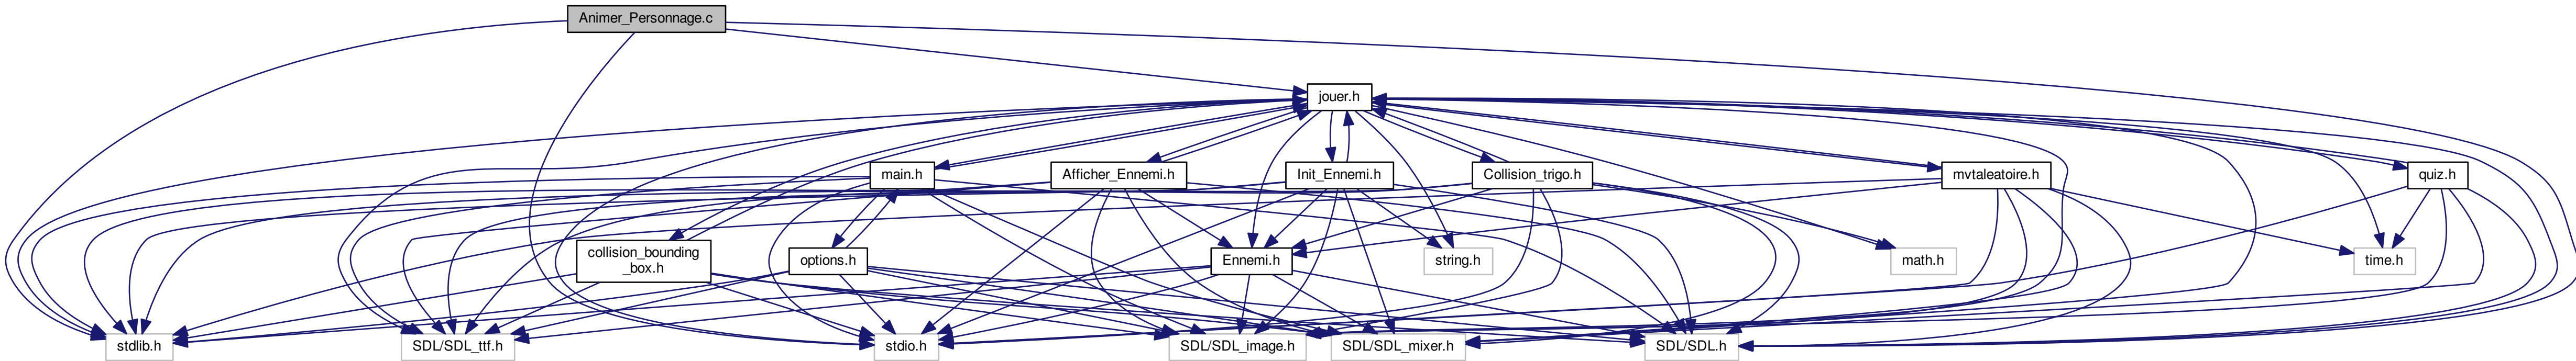 Animer_Personnage.c
jouer.h
main.h
Afficher_Ennemi.h
Init_Ennemi.h
Collision_trigo.h
mvtaleatoire.h
quiz.h
collision_bounding
_box.h
options.h
Ennemi.h
string.h
math.h
time.h
stdlib.h
SDL/SDL_ttf.h
stdio.h
SDL/SDL_image.h
SDL/SDL_mixer.h
SDL/SDL.h